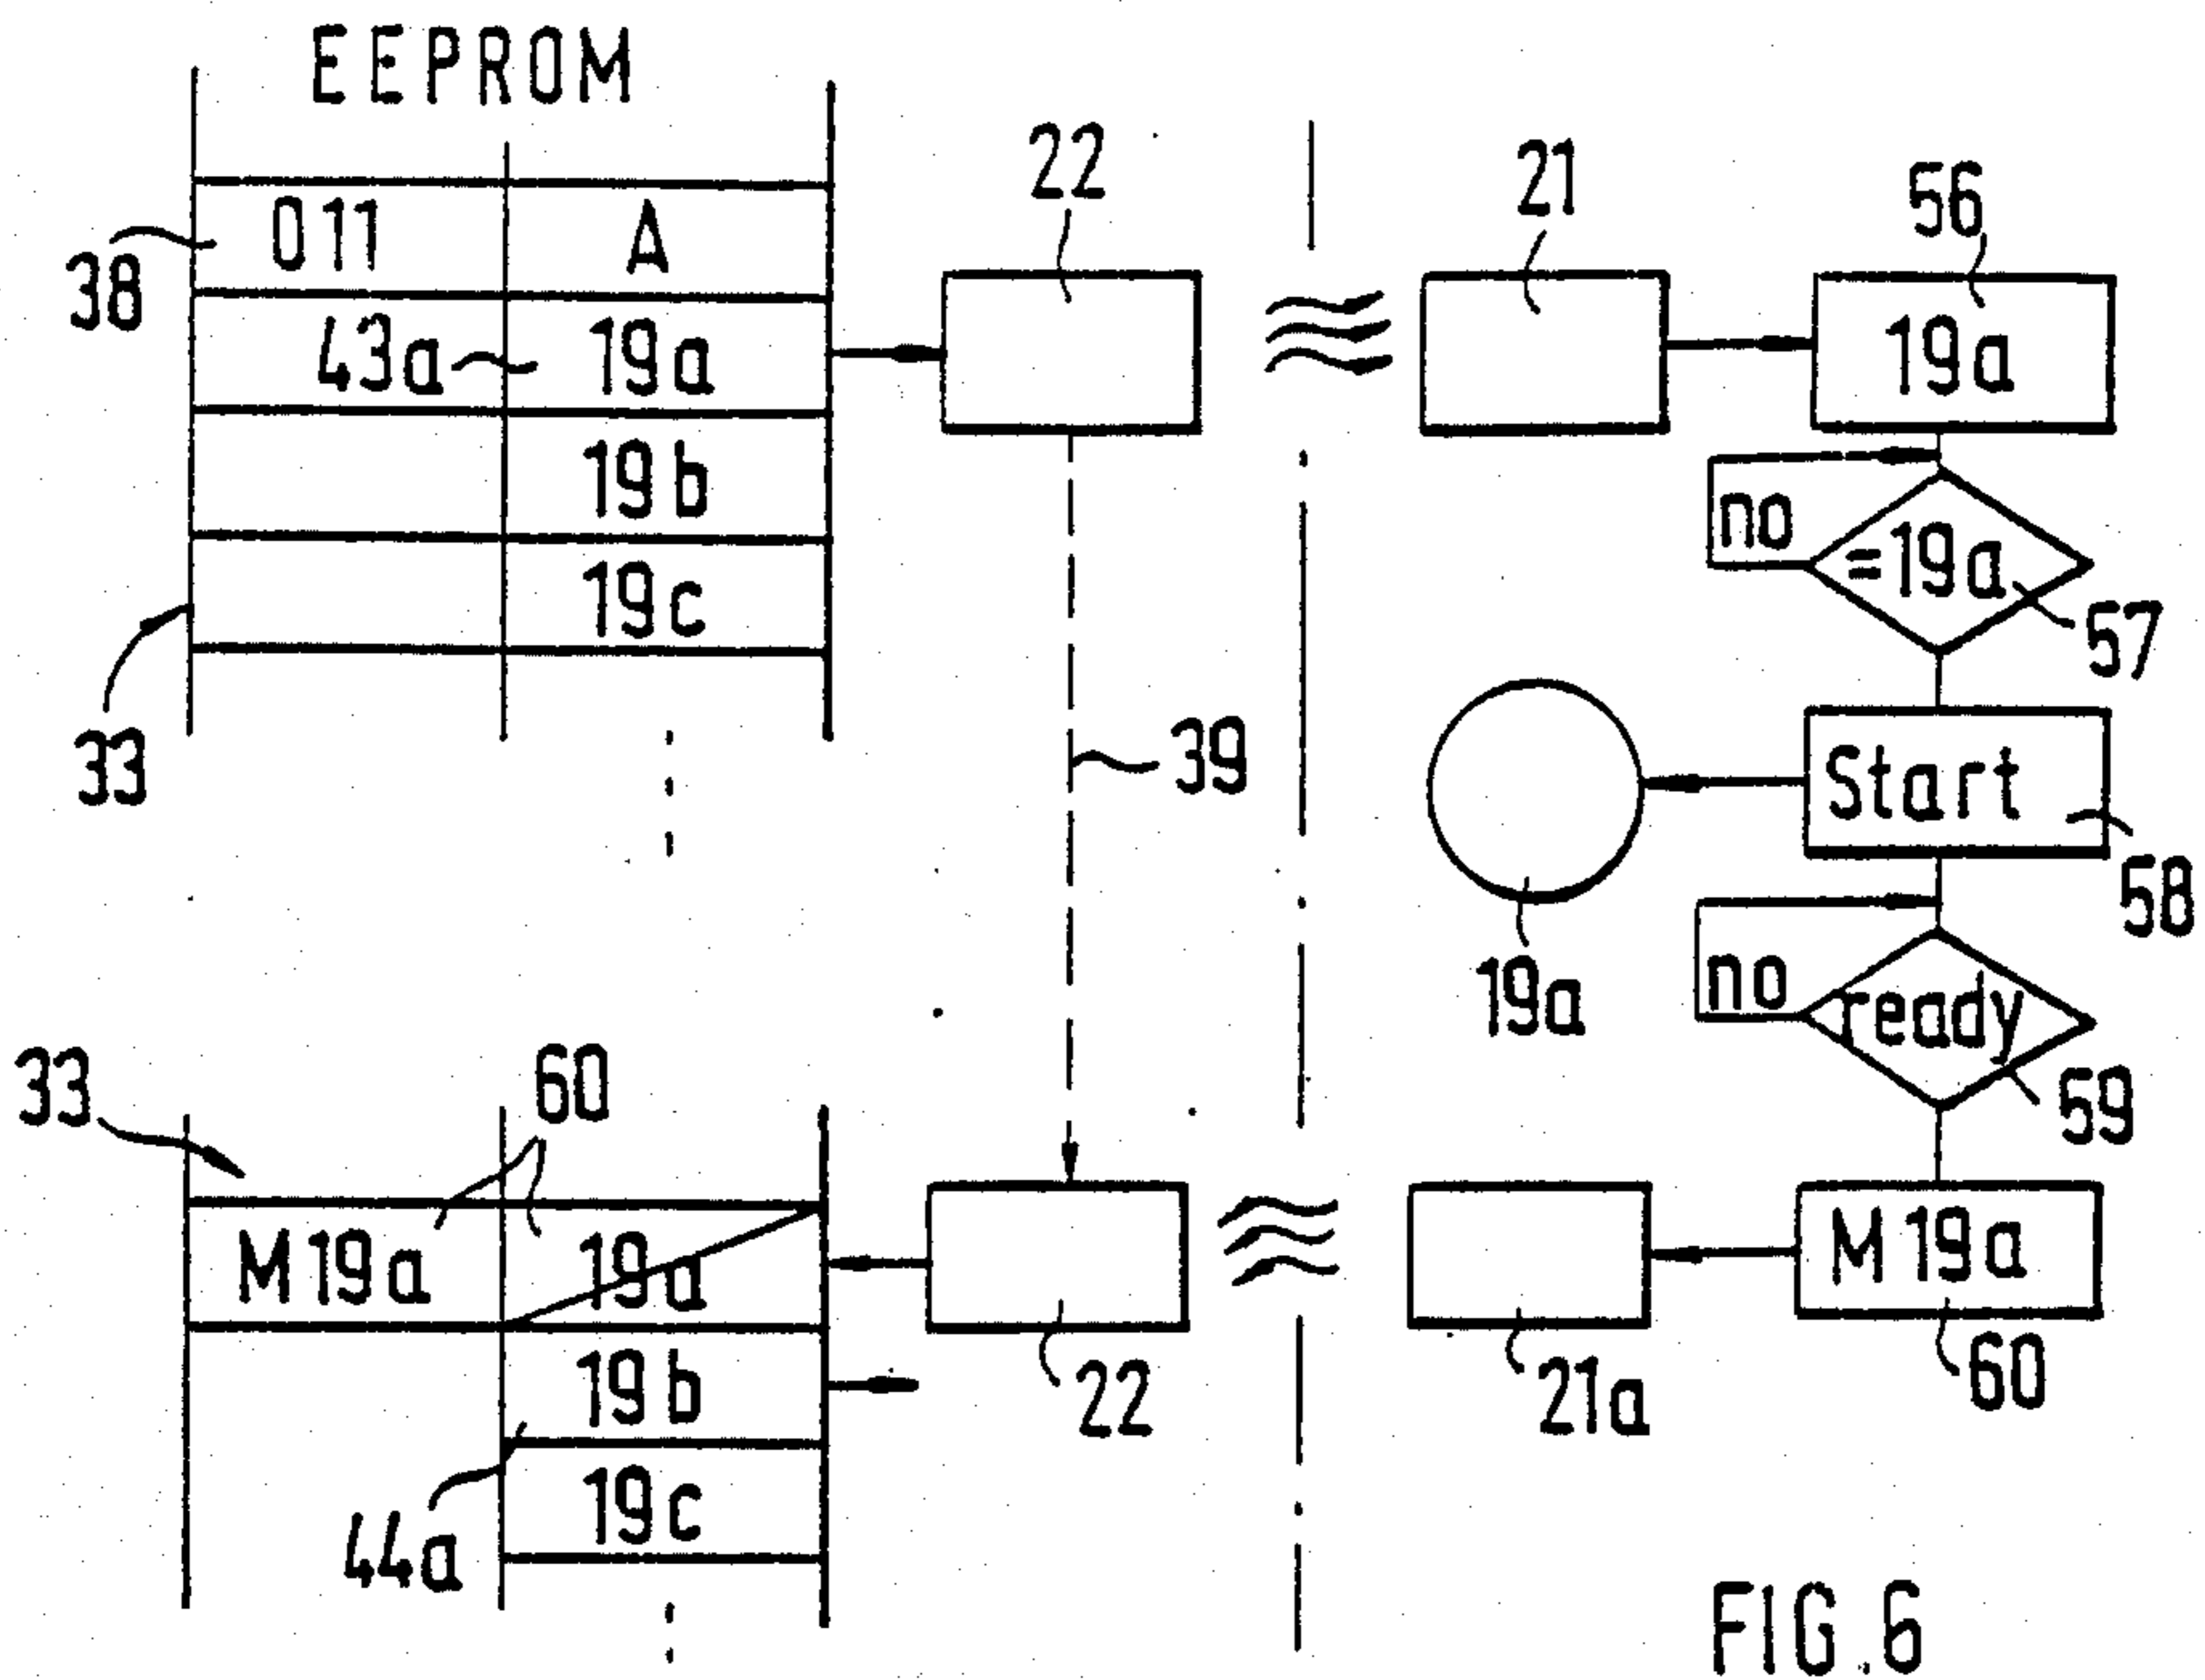 EEPROM
22
21
56
38
011
A
43a
19a
19a
19b
no
=19a
57
19c
33
39
Start
58
19a
no
ready
59
33
60
M19a
19a
M19a
19b
22
21a
60
44a
19c
FIG.6